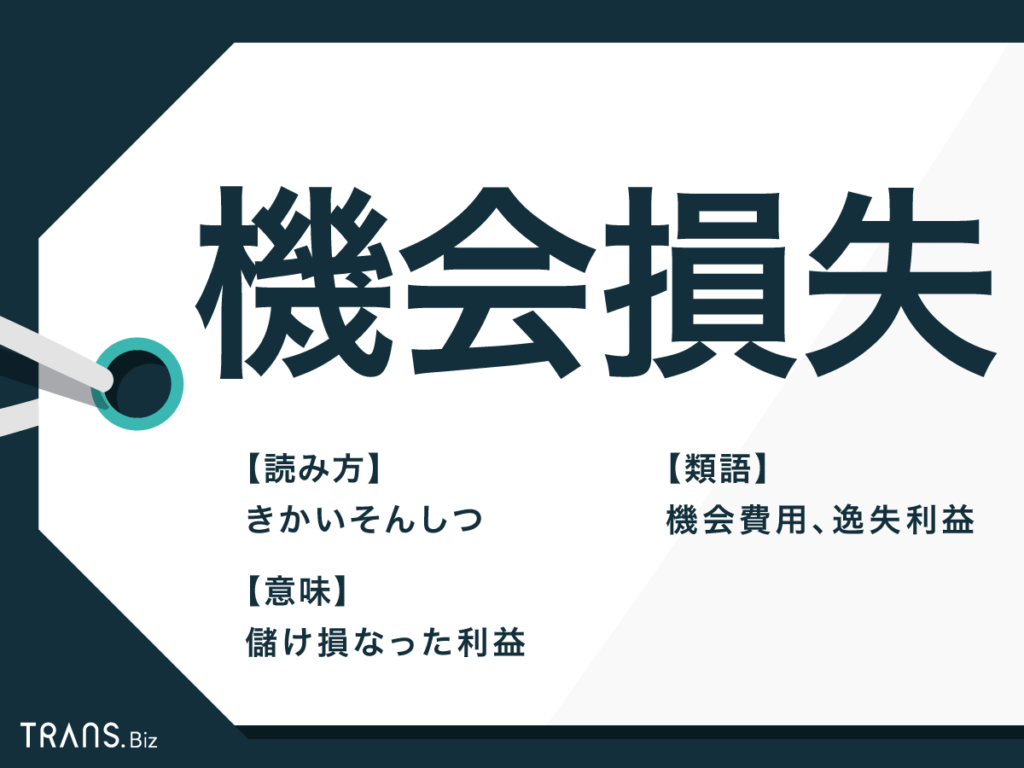 機会損失
【読み方】
きかいそんしつ
【意味】
儲け損なった利益
【類語】
機会費用、逸失利益
TRANS.Biz